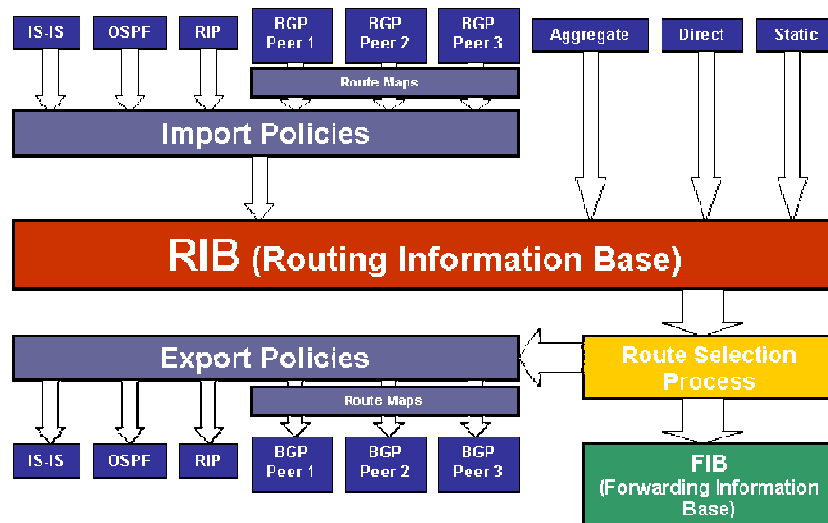 IS-IS
OSPF
RIP
BGP
Peer 1
BGP
Peer 2
BGP
Peer 3
Aggregate
Direct
Static
Route Maps
Import Policies
RIB (Routing Information Base)
Export Policies
Route Selection
Process
Route Maps
IS-IS
OSPF
RIP
BGP
Peer 1
BGP
Peer 2
BGP
Peer 3
FIB
(Forwarding Information
Base)